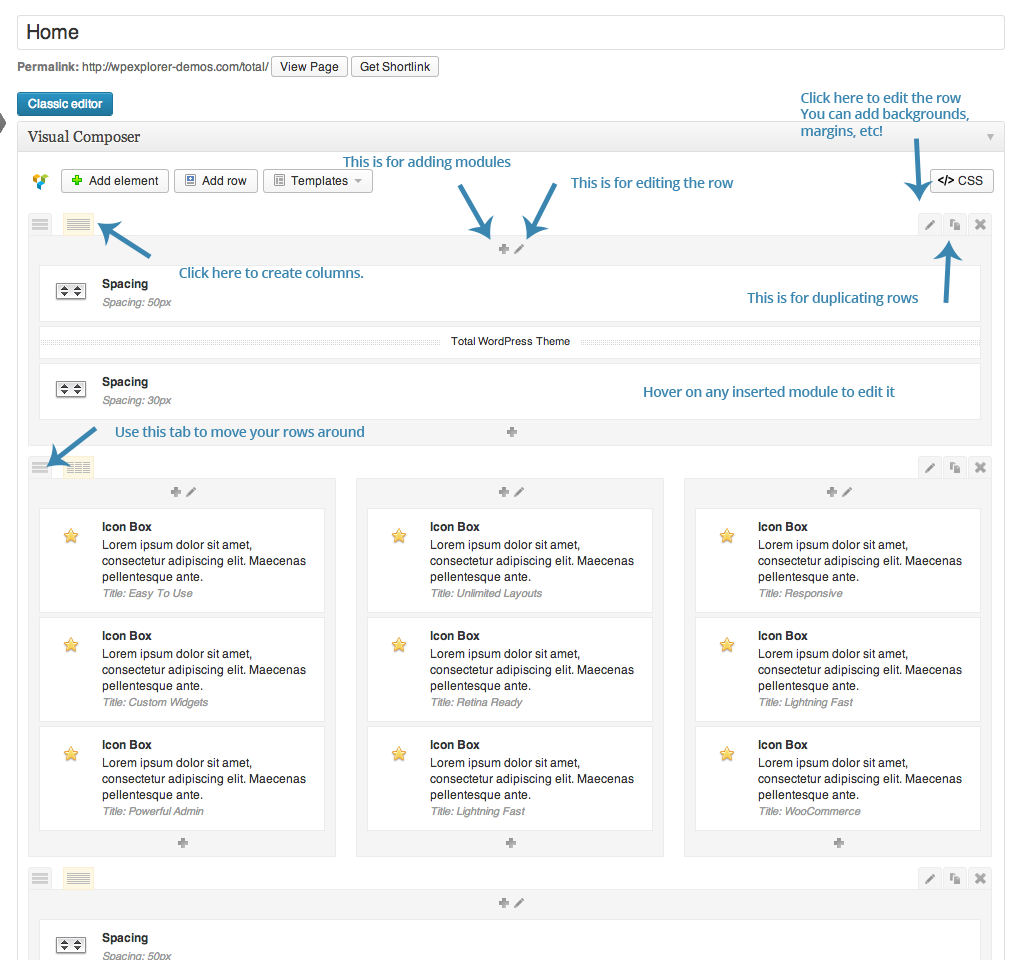 Home
Permalink: http://wpexplorer-demos.com/total/ View Page Get Shortlink
Classic editor
Click here to edit the row
You can add backgrounds,
margins, etc!
Visual Composer
This is for adding modules
This is for editing the row
Add element Add row Templates </> CSS
Click here to create columns.
Spacing
Spacing: 50px
This is for duplicating rows
Total WordPress Theme
Spacing
Spacing: 30px
Hover on any inserted module to edit it
Use this tab to move your rows around
Icon Box
Lorem ipsum dolor sit amet,
consectetur adipiscing elit. Maecenas
pellentesque ante.
Title: Easy To Use
Icon Box
Lorem ipsum dolor sit amet,
consectetur adipiscing elit. Maecenas
pellentesque ante.
Title: Unlimited Layouts
Icon Box
Lorem ipsum dolor sit amet,
consectetur adipiscing elit. Maecenas
pellentesque ante.
Title: Responsive
Icon Box
Lorem ipsum dolor sit amet,
consectetur adipiscing elit. Maecenas
pellentesque ante.
Title: Custom Widgets
Icon Box
Lorem ipsum dolor sit amet,
consectetur adipiscing elit. Maecenas
pellentesque ante.
Title: Retina Ready
Icon Box
Lorem ipsum dolor sit amet,
consectetur adipiscing elit. Maecenas
pellentesque ante.
Title: Lightning Fast
Icon Box
Lorem ipsum dolor sit amet,
consectetur adipiscing elit. Maecenas
pellentesque ante.
Title: Powerful Admin
Icon Box
Lorem ipsum dolor sit amet,
consectetur adipiscing elit. Maecenas
pellentesque ante.
Title: Lightning Fast
Icon Box
Lorem ipsum dolor sit amet,
consectetur adipiscing elit. Maecenas
pellentesque ante.
Title: WooCommerce
Spacing
Spacing: 50px